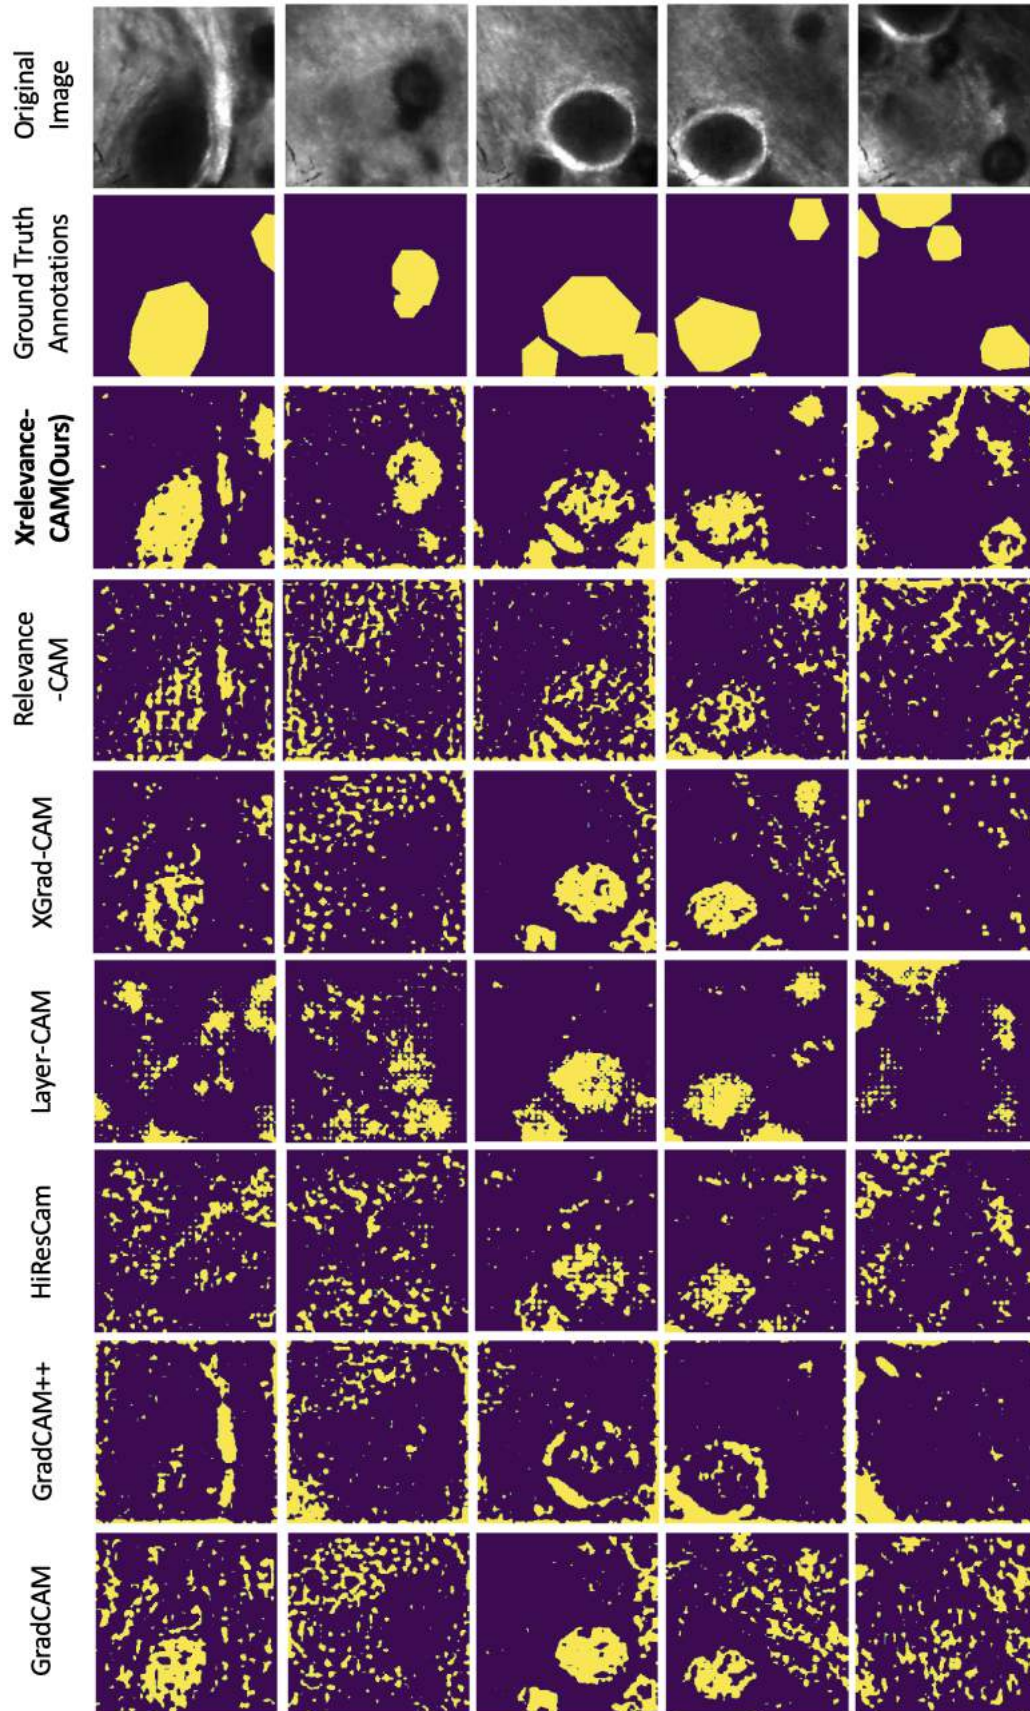 Original
Image
Ground Truth
Annotations
Xrelevance-
CAM(Ours)
Relevance
-CAM
XGrad-CAM
Layer-CAM
HiResCam
GradCAM++
GradCAM